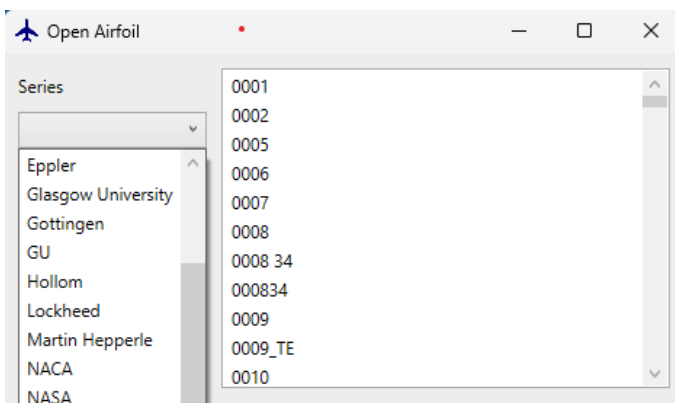 Open Airfoil
Series
Eppler
Glasgow University
Gottingen
GU
Hollom
Lockheed
Martin Hepperle
NACA
NASA
0001
0002
0005
0006
0007
0008
0008 34
000834
0009
0009_TE
0010